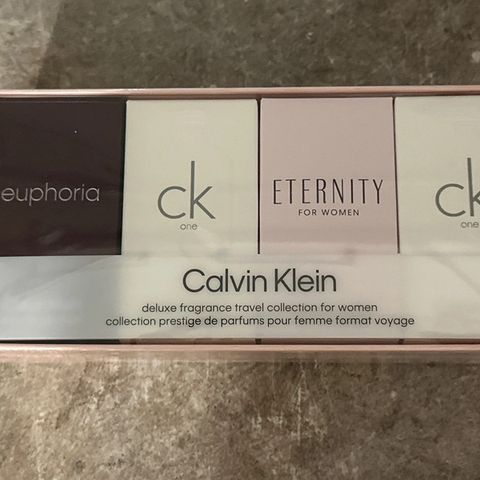 euphoria
ck
one
ETERNITY
FOR WOMEN
ck
one
Calvin Klein
deluxe fragrance travel collection for women
collection prestige de parfums pour femme format voyage